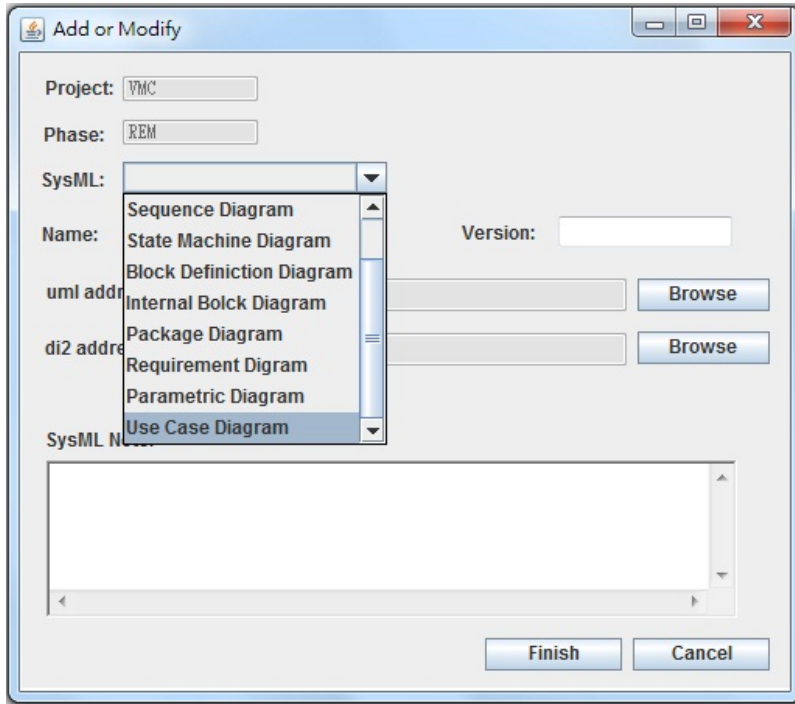 Add or Modify
Project: VMC
Phase: REM
SysML:
Sequence Diagram
Name:
State Machine Diagram
Version:
Block Definiction Diagram
uml addr
Internal Bolck Diagram
Browse
Package Diagram
di2 addre
Browse
Requirement Digram
Parametric Diagram
Use Case Diagram
SysML
Finish
Cancel